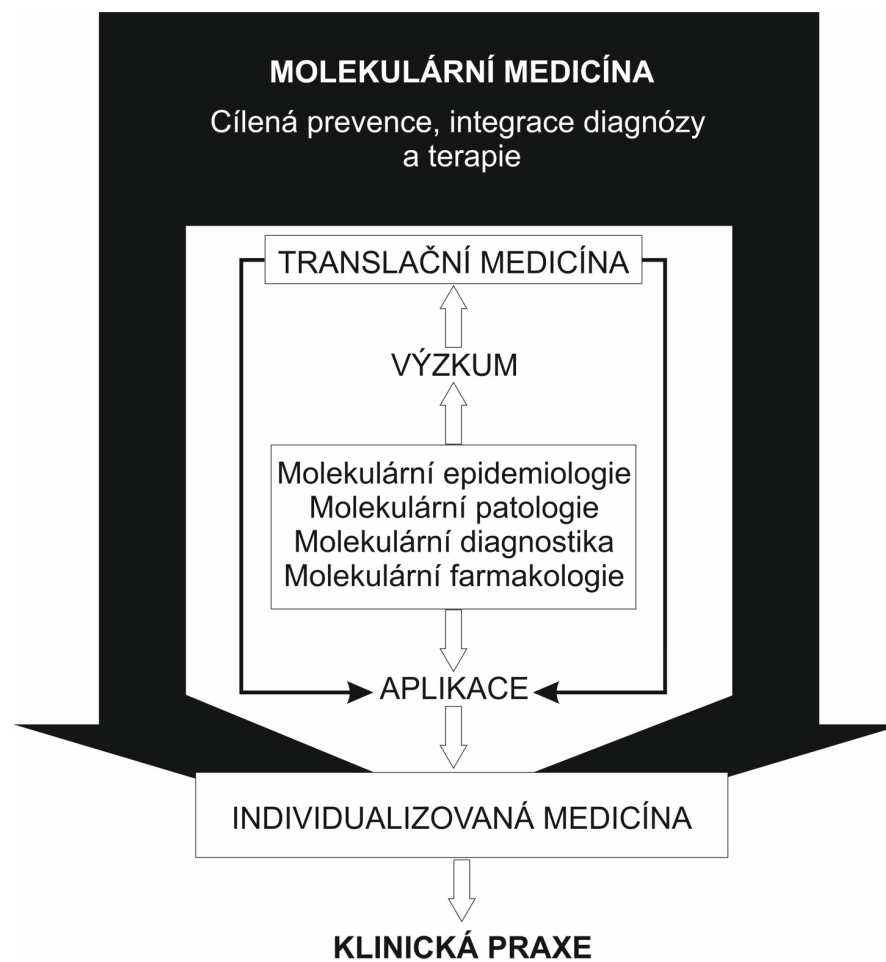 MOLEKULÁRNÍ MEDICÍNA
Cílená prevence, integrace diagnózy
a terapie
TRANSLAČNÍ MEDICÍNA
VÝZKUM
Molekulární epidemiologie
Molekulární patologie
Molekulární diagnostika
Molekulární farmakologie
APLIKACE
INDIVIDUALIZOVANÁ MEDICÍNA
KLINICKÁ PRAXE